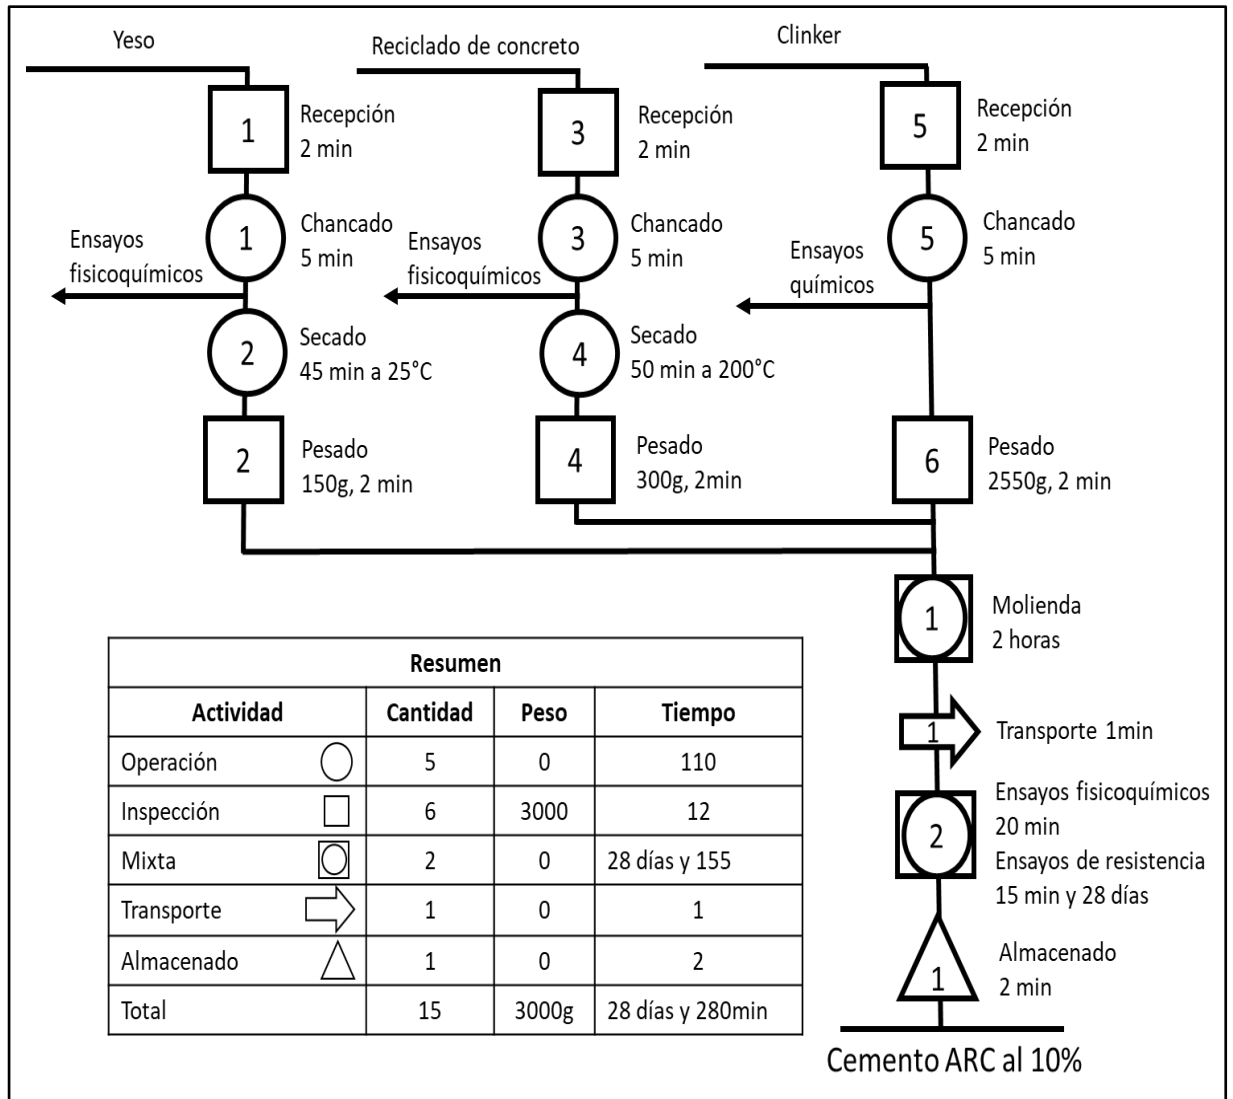 Yeso
Reciclado de concreto
Clinker
1
Recepción
2 min
3
Recepción
2 min
5
Recepción
2 min
1
Chancado
5 min
3
Chancado
5 min
5
Chancado
5 min
Ensayos
fisicoquímicos
Ensayos
fisicoquímicos
Ensayos
químicos
2
Secado
45 min a 25°C
4
Secado
50 min a 200°C
2
Pesado
150g, 2 min
4
Pesado
300g, 2min
6
Pesado
2550g, 2 min
1
Molienda
2 horas
1
Transporte 1min
2
Ensayos fisicoquímicos
20 min
Ensayos de resistencia
15 min y 28 días
1
Almacenado
2 min
Cemento ARC al 10%
Resumen
Actividad Cantidad Peso Tiempo
Operación 5 0 110
Inspección 6 3000 12
Mixta 2 0 28 días y 155
Transporte 1 0 1
Almacenado 1 0 2
Total 15 3000g 28 días y 280min